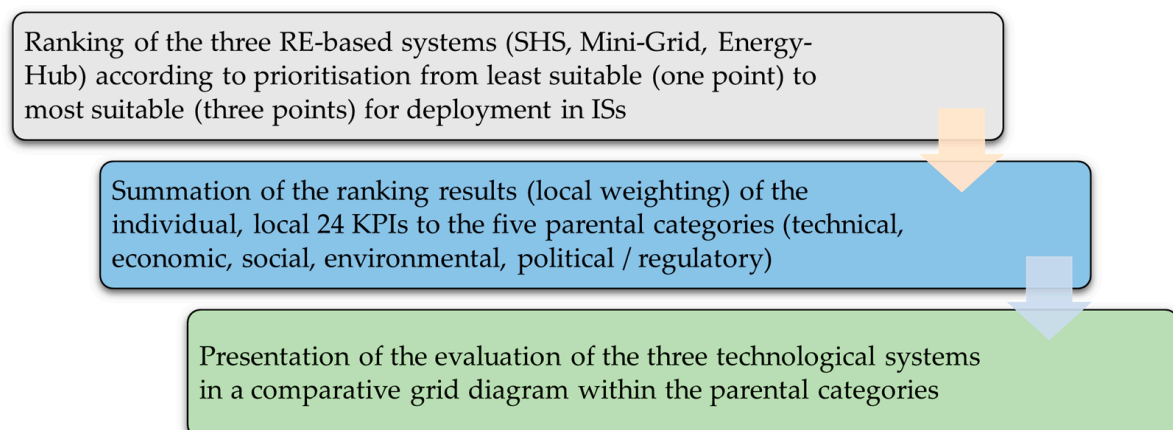 Ranking of the three RE-based systems (SHS, Mini-Grid, Energy-
Hub) according to prioritisation from least suitable (one point) to
most suitable (three points) for deployment in ISs
Summation of the ranking results (local weighting) of the
individual, local 24 KPIs to the five parental categories (technical,
economic, social, environmental, political / regulatory)
Presentation of the evaluation of the three technological systems
in a comparative grid diagram within the parental categories